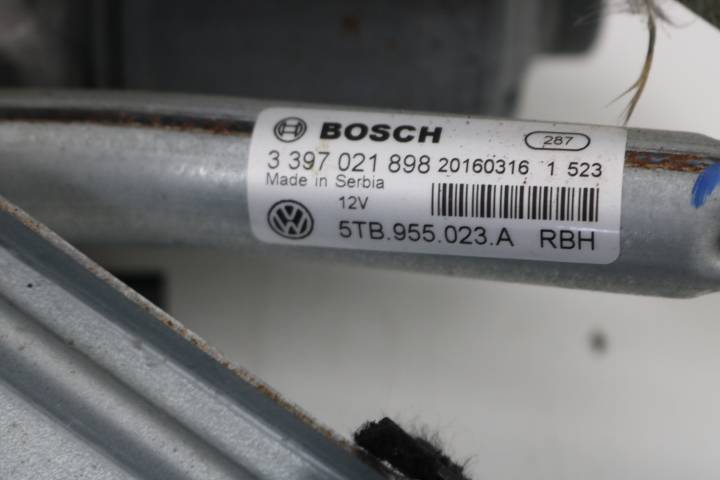 BOSCH 287
3 397 021 898 20160316 1 523
Made in Serbia
12V
5TB.955.023.A RBH